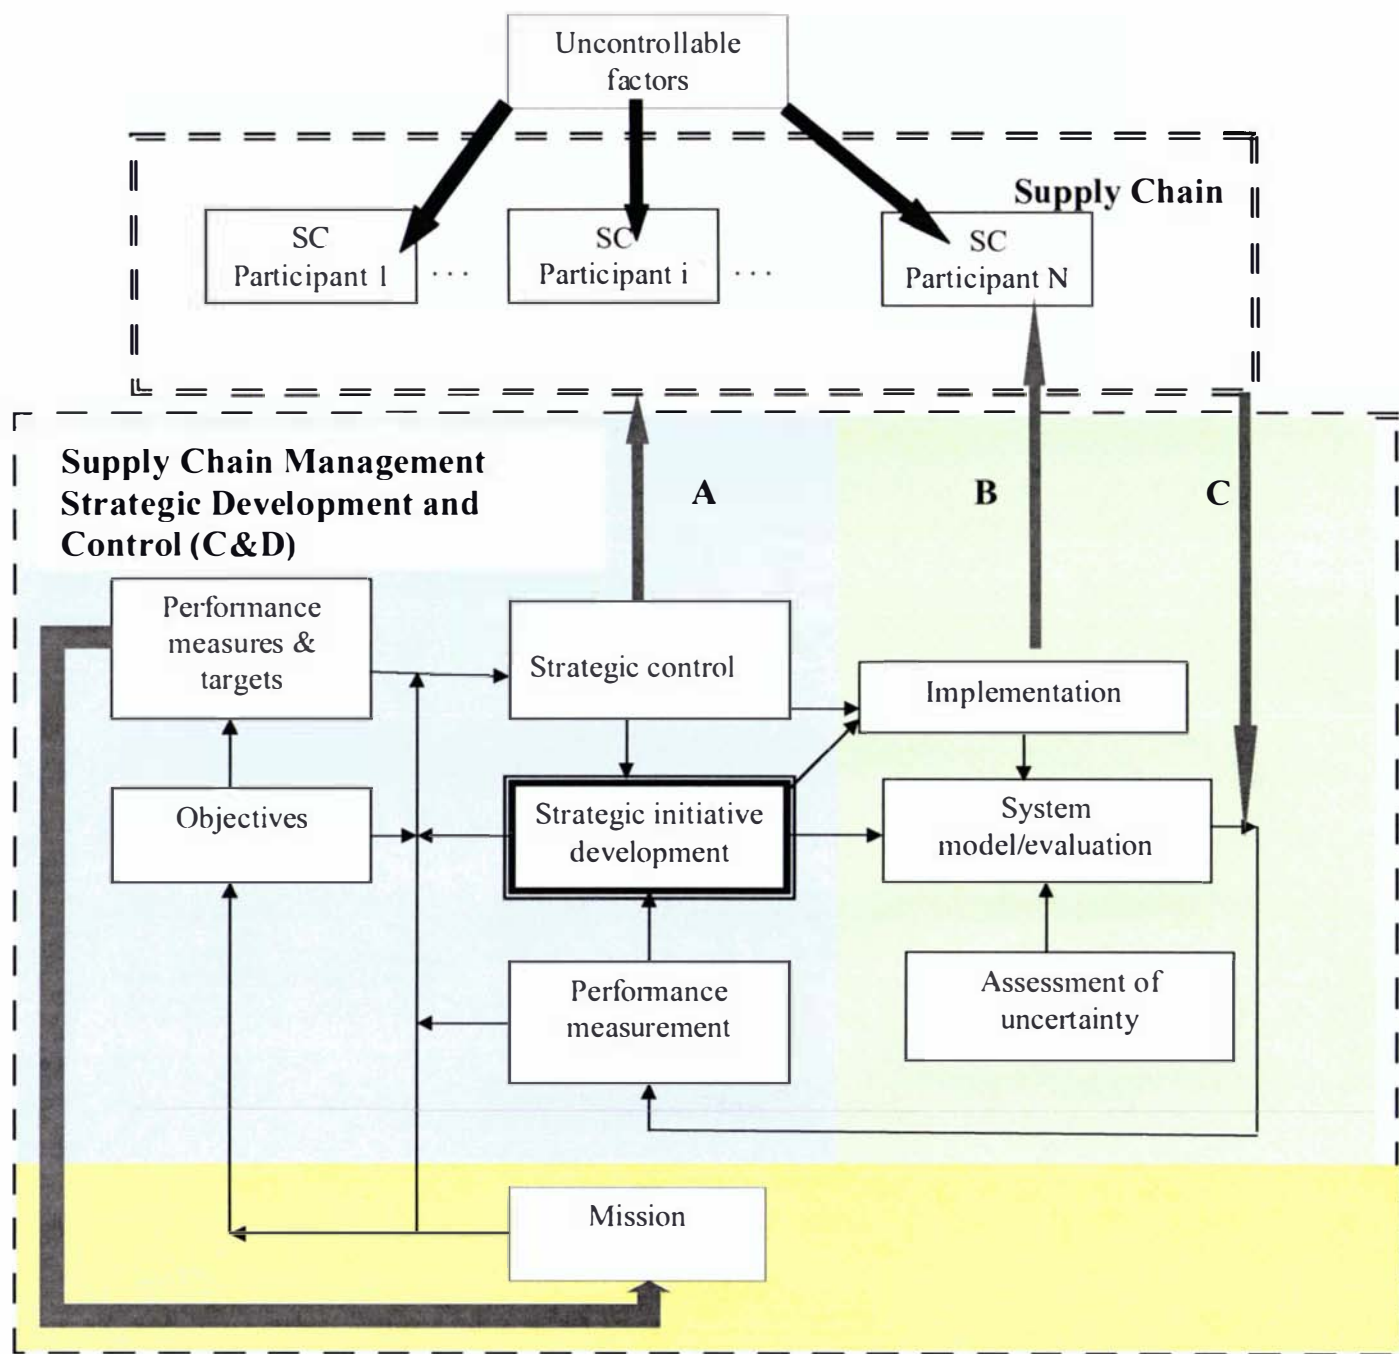 Uncontrollable
factors
Supply Chain
SC
Participant 1
...
SC
Participant i
...
SC
Participant N
Supply Chain Management
Strategic Development and
Control (C&D)
A
B
C
Performance
measures &
targets
Strategic control
Implementation
Objectives
Strategic initiative
development
System
model/evaluation
Performance
measurement
Assessment of
uncertainty
Mission